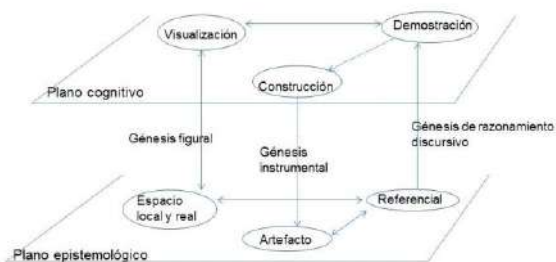 Visualización
Demostración
Construcción
Plano cognitivo
Génesis figural
Génesis
instrumental
Génesis de razonamiento
discursivo
Espacio
local y real
Referencial
Artefacto
Plano epistemológico